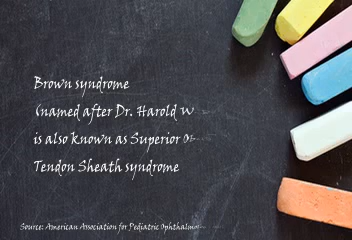 Brown syndrome
(named after Dr. Harold W
is also known as Superior O
Tendon Sheath syndrome
Source: American Association for Pediatric Ophthalmo